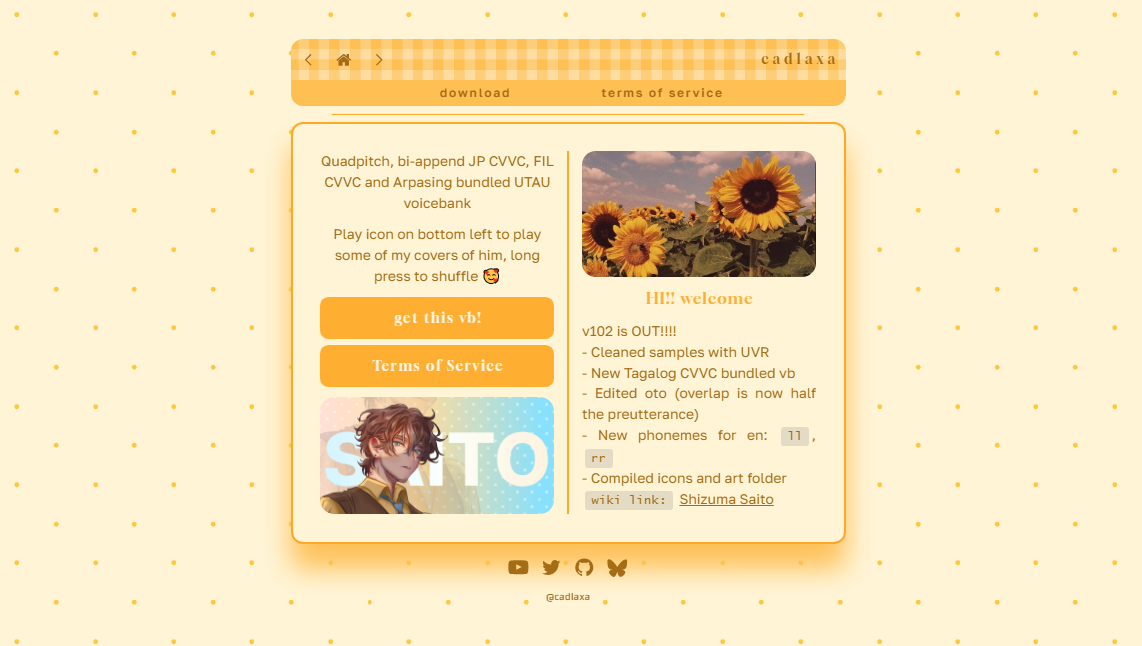 cadlaxa
download
terms of service
Quadpitch, bi-append JP CVVC, FIL
CVVC and Arpasing bundled UTAU
voicebank
Play icon on bottom left to play
some of my covers of him, long
press to shuffle 🥰
get this vb!
Terms of Service
SAITO
HI!! welcome
v102 is OUT!!!!
- Cleaned samples with UVR
- New Tagalog CVVC bundled vb
- Edited oto (overlap is now half
the preutterance)
- New phonemes for en: ll ,
rr
- Compiled icons and art folder
wiki link: Shizuma Saito
@cadlaxa